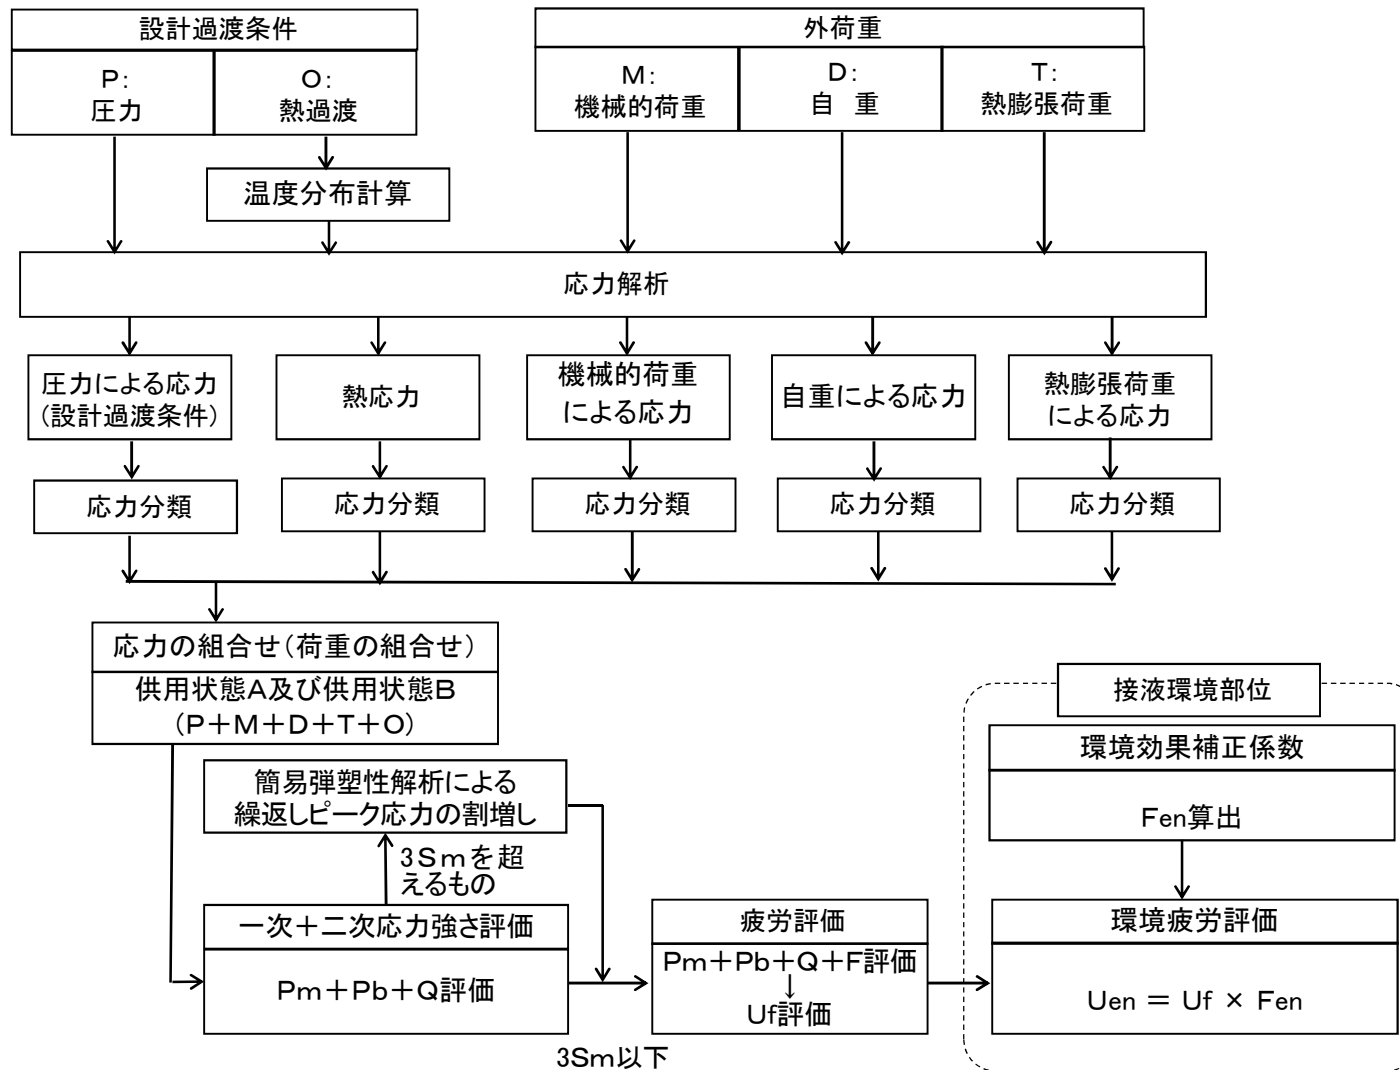 設計過渡条件
外荷重
P:
圧力
O:
熱過渡
M:
機械的荷重
D:
自 重
T:
熱膨張荷重
温度分布計算
応力解析
圧力による応力
(設計過渡条件)
熱応力
機械的荷重
による応力
自重による応力
熱膨張荷重
による応力
応力分類
応力分類
応力分類
応力分類
応力分類
応力の組合せ(荷重の組合せ)
供用状態A及び供用状態B
(P+M+D+T+O)
接液環境部位
環境効果補正係数
Fen算出
簡易弾塑性解析による
繰返しピーク応力の割増し
3Smを超
えるもの
一次+二次応力強さ評価
Pm+Pb+Q評価
疲労評価
Pm+Pb+Q+F評価
↓
Uf評価
環境疲労評価
Uen = Uf × Fen
3Sm以下